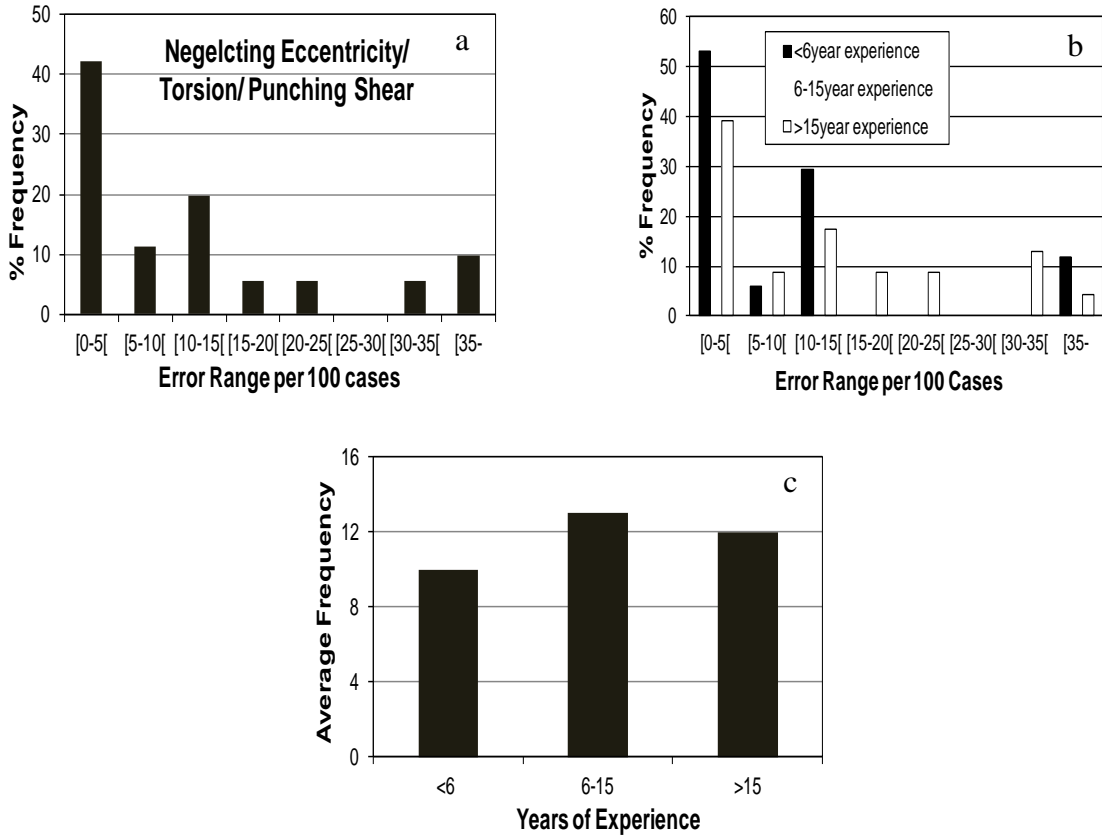 a
Negelcting Eccentricity/
Torsion/ Punching Shear
50
40
30
20
10
0
% Frequency
[0-5[ [5-10[ [10-15[ [15-20[ [20-25[ [25-30[ [30-35[ [35-
Error Range per 100 cases
b
<6year experience
6-15year experience
>15year experience
60
50
40
30
20
10
0
% Frequency
[0-5[ [5-10[ [10-15[ [15-20[ [20-25[ [25-30[ [30-35[ [35-
Error Range per 100 Cases
c
16
12
8
4
0
Average Frequency
<6 6-15 >15
Years of Experience